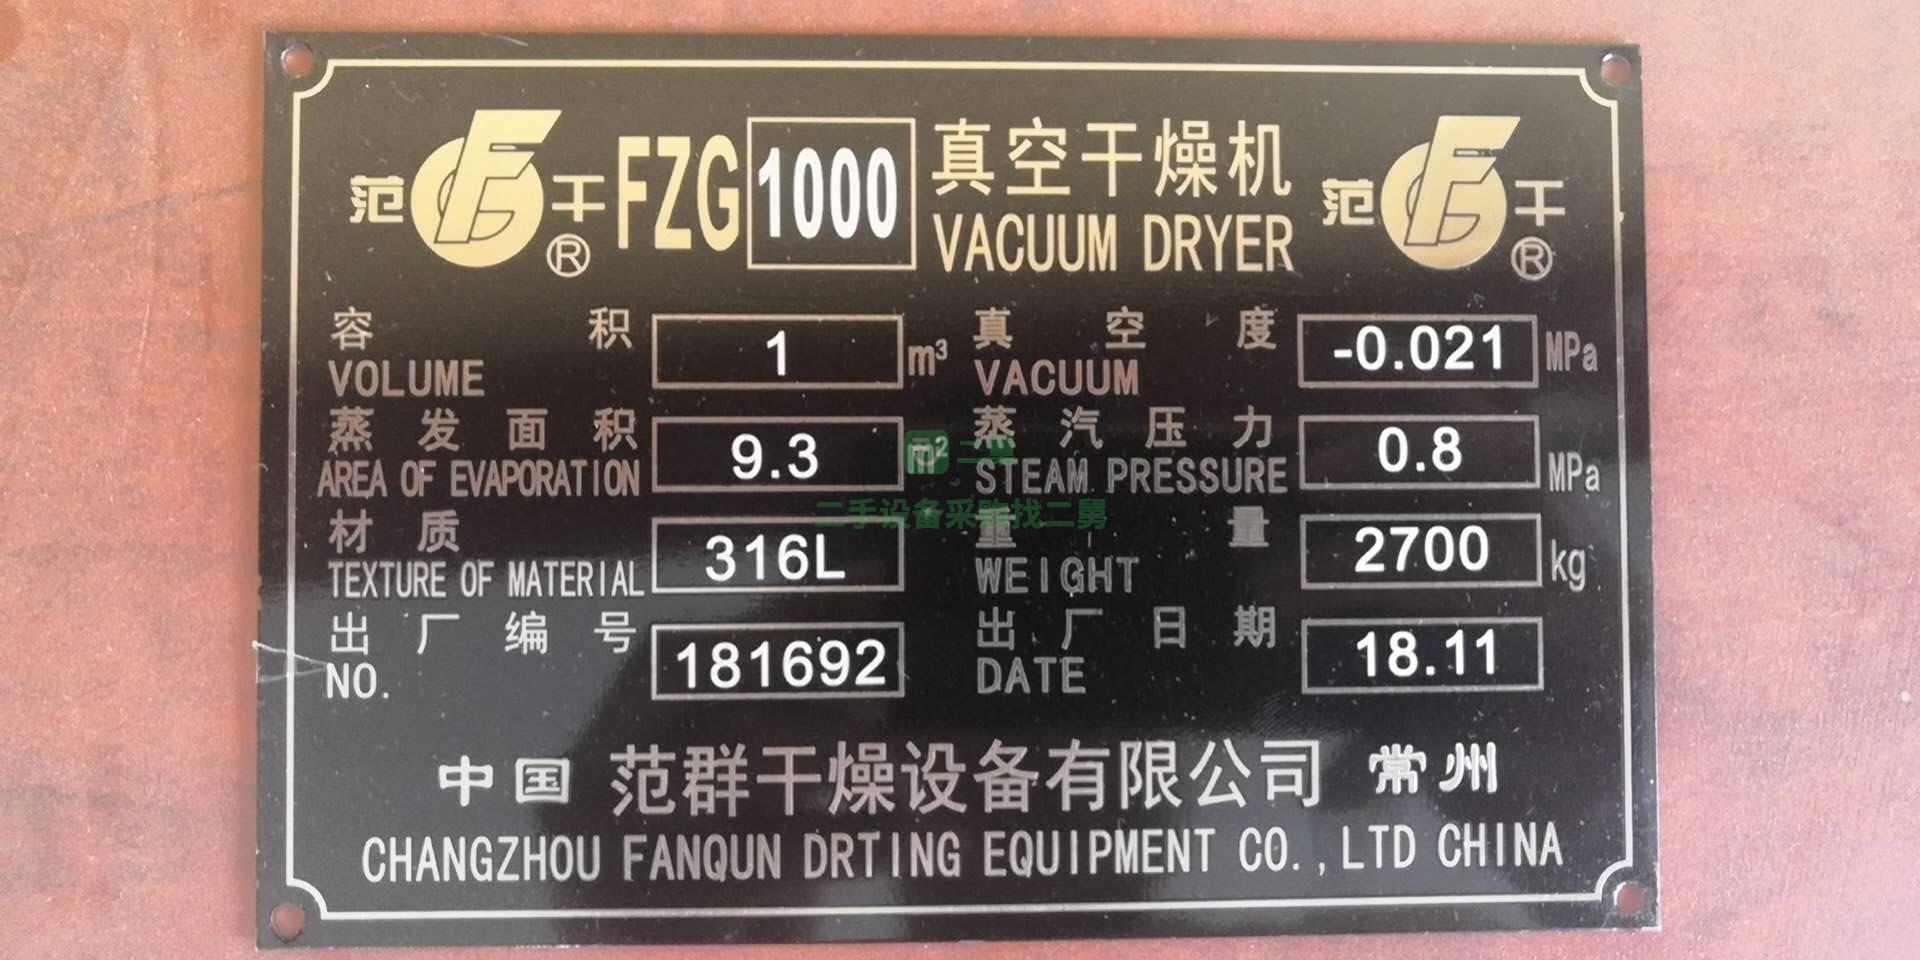 范 干 ® FZG 1000 真空干燥机 范 干 ®
VACUUM DRYER
容积 1 m³ 真空度 -0.021 MPa
VOLUME VACUUM
蒸发面积 9.3 m² 蒸汽压力 0.8 MPa
AREA OF EVAPORATION STEAM PRESSURE
二舅
二手设备采购找二舅
材质 316L 重量 2700 kg
TEXTURE OF MATERIAL WEIGHT
出厂编号 181692 出厂日期 18.11
NO. DATE
中国 范群干燥设备有限公司 常州
CHANGZHOU FANQUN DRTING EQUIPMENT CO.,LTD CHINA